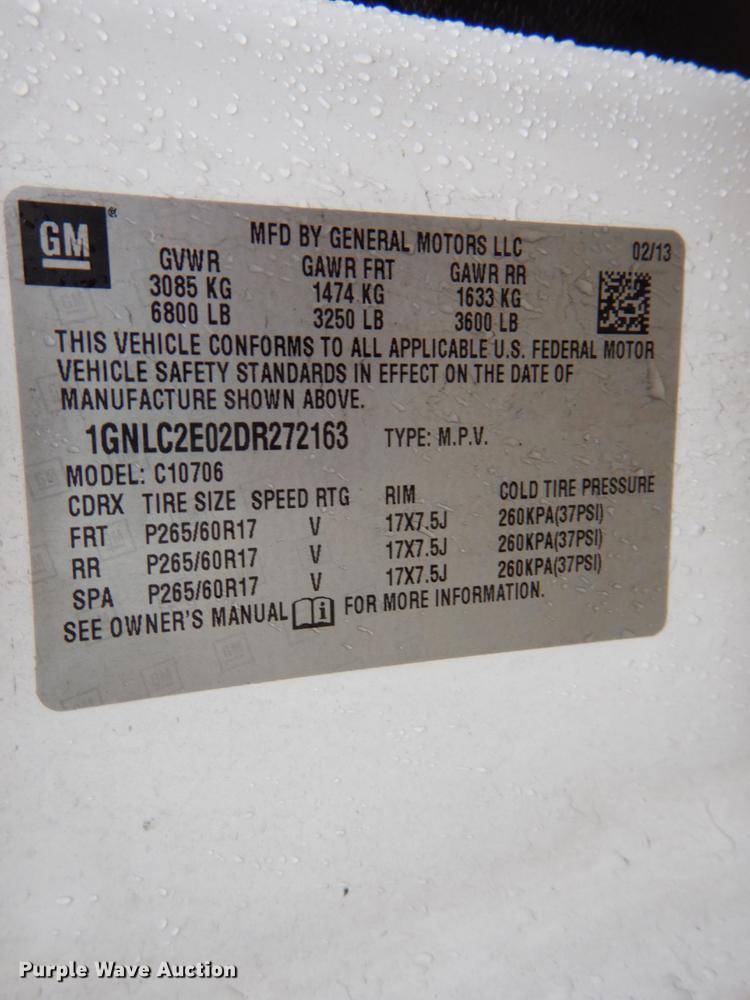 GM ®
MFD BY GENERAL MOTORS LLC 02/13
GVWR GAWR FRT GAWR RR
3085 KG 1474 KG 1633 KG
6800 LB 3250 LB 3600 LB
THIS VEHICLE CONFORMS TO ALL APPLICABLE U.S. FEDERAL MOTOR
VEHICLE SAFETY STANDARDS IN EFFECT ON THE DATE OF
MANUFACTURE SHOWN ABOVE.
1GNLC2E02DR272163 TYPE: M.P.V.
MODEL: C10706
CDRX TIRE SIZE SPEED RTG RIM COLD TIRE PRESSURE
FRT P265/60R17 V 17X7.5J 260KPA(37PSI)
RR P265/60R17 V 17X7.5J 260KPA(37PSI)
SPA P265/60R17 V 17X7.5J 260KPA(37PSI)
SEE OWNER'S MANUAL i FOR MORE INFORMATION.
Purple Wave Auction